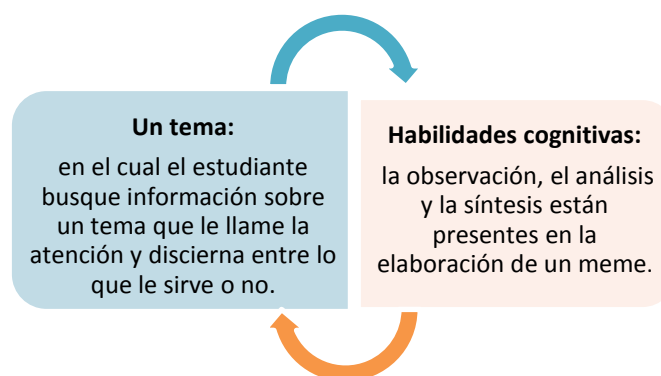 Un tema:
en el cual el estudiante
busque información sobre
un tema que le llame la
atención y discierna entre lo
que le sirve o no.
Habilidades cognitivas:
la observación, el análisis
y la síntesis están
presentes en la
elaboración de un meme.